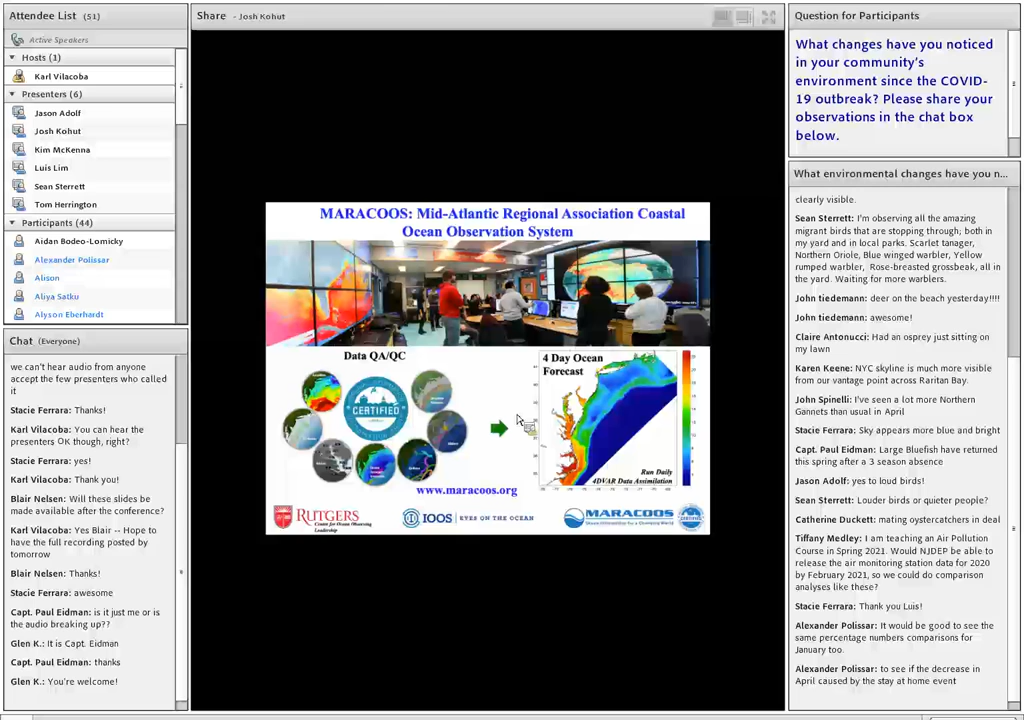 Attendee List (51)
Active Speakers
Hosts (1)
Karl Vilacoba
Presenters (6)
Jason Adolf
Josh Kohut
Kim McKenna
Luis Lim
Sean Sterrett
Tom Herrington
Participants (44)
Aidan Bodeo-Lomicky
Alexander Polissar
Alison
Aliya Satku
Alyson Eberhardt
Chat (Everyone)
we can't hear audio from anyone
accept the few presenters who called
it
Stacie Ferrara: Thanks!
Karl Vilacoba: You can hear the
presenters OK though, right?
Stacie Ferrara: yes!
Karl Vilacoba: Thank you!
Blair Nelsen: Will these slides be
made available after the conference?
Karl Vilacoba: Yes Blair -- Hope to
have the full recording posted by
tomorrow
Blair Nelsen: Thanks!
Stacie Ferrara: awesome
Capt. Paul Eidman: is it just me or is
the audio breaking up??
Glen K.: It is Capt. Eidman
Capt. Paul Eidman: thanks
Glen K.: You're welcome!
Share - Josh Kohut
MARACOOS: Mid-Atlantic Regional Association Coastal
Ocean Observation System
Data QA/QC
CERTIFIED
4 Day Ocean
Forecast
Run Daily
4DVAR Data Assimilation
www.maracoos.org
RUTGERS
Center for Ocean Observing
Leadership
IOOS EYES ON THE OCEAN
MARACOOS
Question for Participants
What changes have you noticed
in your community's
environment since the COVID-
19 outbreak? Please share your
observations in the chat box
below.
What environmental changes have you n...
clearly visible.
Sean Sterrett: I'm observing all the amazing
migrant birds that are stopping through; both in
my yard and in local parks. Scarlet tanager,
Northern Oriole, Blue winged warbler, Yellow
rumped warbler, Rose-breasted grossbeak, all in
the yard. Waiting for more warblers.
John tiedemann: deer on the beach yesterday!!!!
John tiedemann: awesome!
Claire Antonucci: Had an osprey just sitting on
my lawn
Karen Keene: NYC skyline is much more visible
from our vantage point across Raritan Bay.
John Spinelli: I've seen a lot more Northern
Gannets than usual in April
Stacie Ferrara: Sky appears more blue and bright
Capt. Paul Eidman: Large Bluefish have returned
this spring after a 3 season absence
Jason Adolf: yes to loud birds!
Sean Sterrett: Louder birds or quieter people?
Catherine Duckett: mating oystercatchers in deal
Tiffany Medley: I am teaching an Air Pollution
Course in Spring 2021. Would NJDEP be able to
release the air monitoring station data for 2020
by February 2021, so we could do comparison
analyses like these?
Stacie Ferrara: Thank you Luis!
Alexander Polissar: It would be good to see the
same percentage numbers comparisons for
January too.
Alexander Polissar: to see if the decrease in
April caused by the stay at home event